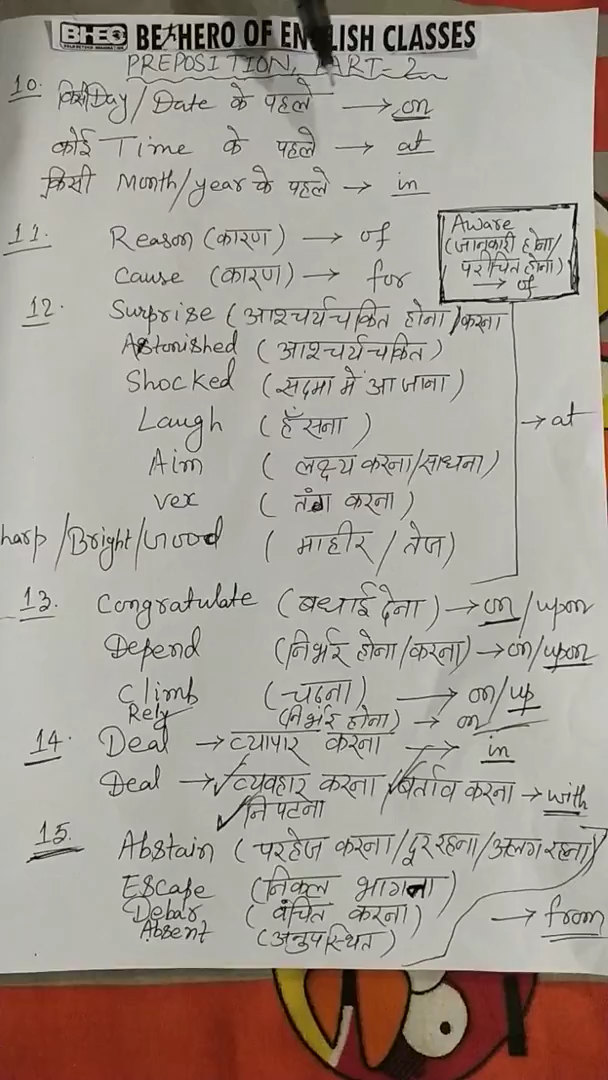 BHEC BE A HERO OF ENGLISH CLASSES
PREPOSITION, PART-2
10. किसी Day/Date के पहले → on
कोई Time के पहले → at
किसी Month/year के पहले → in
11. Reason (कारण) → of
Cause (कारण) → for
Aware
(जानकारी होना/
परीचित होना)
→ of
12. Surprise (आश्चर्यचकित होना/करना
Astonished (आश्चर्यचकित)
Shocked (सदमा में आ जाना)
Laugh (हँसना)
→ at
Aim (लक्ष्य करना/साधना)
vex (तंग करना)
harp/Bright/Good (माहीर/तेज)
13. Congratulate (बधाई देना) → on/upon
Depend (निर्भर होना/करना) → on/upon
Climb (चढ़ना) → on/up
Rely (निर्भर होना) → on
14. Deal → व्यापार करना → in
Deal → व्यवहार करना/बर्ताव करना → with
निपटना
15. Abstain (परहेज करना/दूर रहना/अलग रहना)
Escape (निकल भागना)
Debar (वंचित करना)
→ from
Absent (अनुपस्थित)